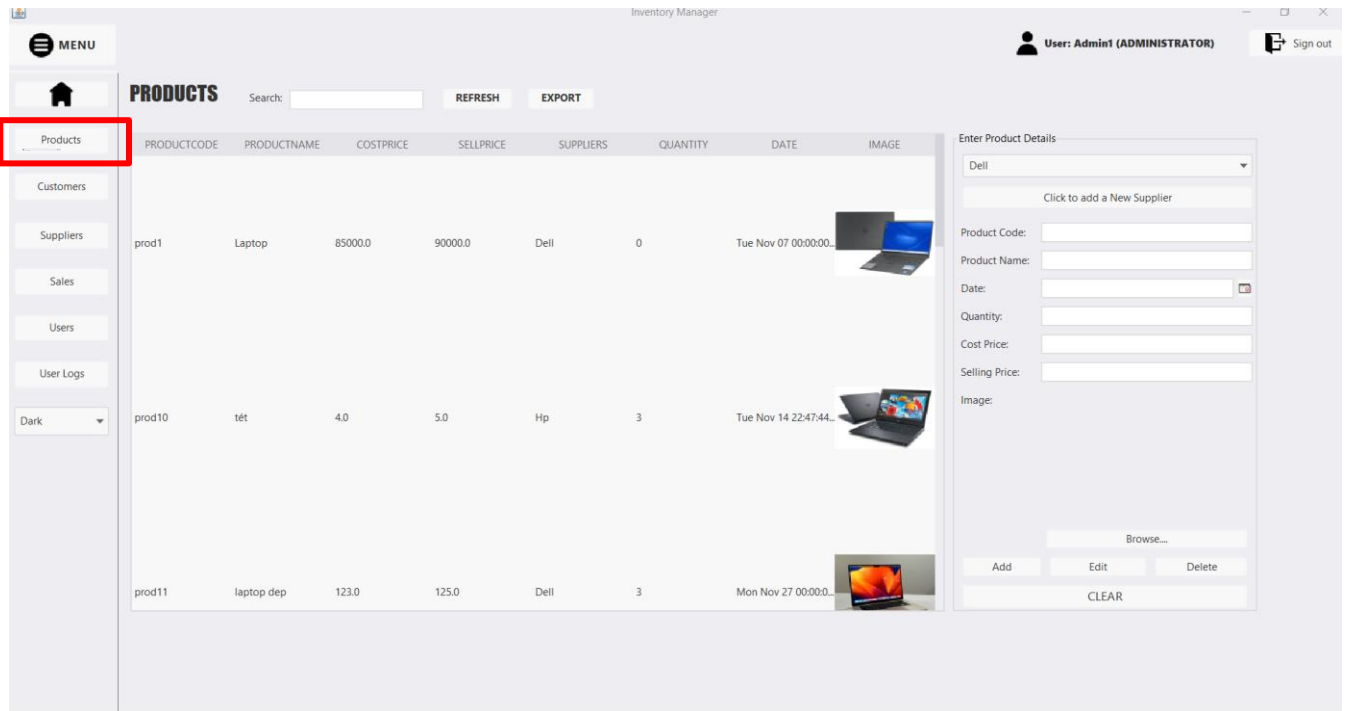 Inventory Manager
MENU
User: Admin1 (ADMINISTRATOR)
Sign out
PRODUCTS
Search:
REFRESH
EXPORT
Products
Customers
Suppliers
Sales
Users
User Logs
Dark
PRODUCTCODE PRODUCTNAME COSTPRICE SELLPRICE SUPPLIERS QUANTITY DATE IMAGE
prod1 Laptop 85000.0 90000.0 Dell 0 Tue Nov 07 00:00:00...
prod10 tét 4.0 5.0 Hp 3 Tue Nov 14 22:47:44...
prod11 laptop dep 123.0 125.0 Dell 3 Mon Nov 27 00:00:0...
Enter Product Details
Dell
Click to add a New Supplier
Product Code:
Product Name:
Date:
Quantity:
Cost Price:
Selling Price:
Image:
Browse...
Add Edit Delete
CLEAR